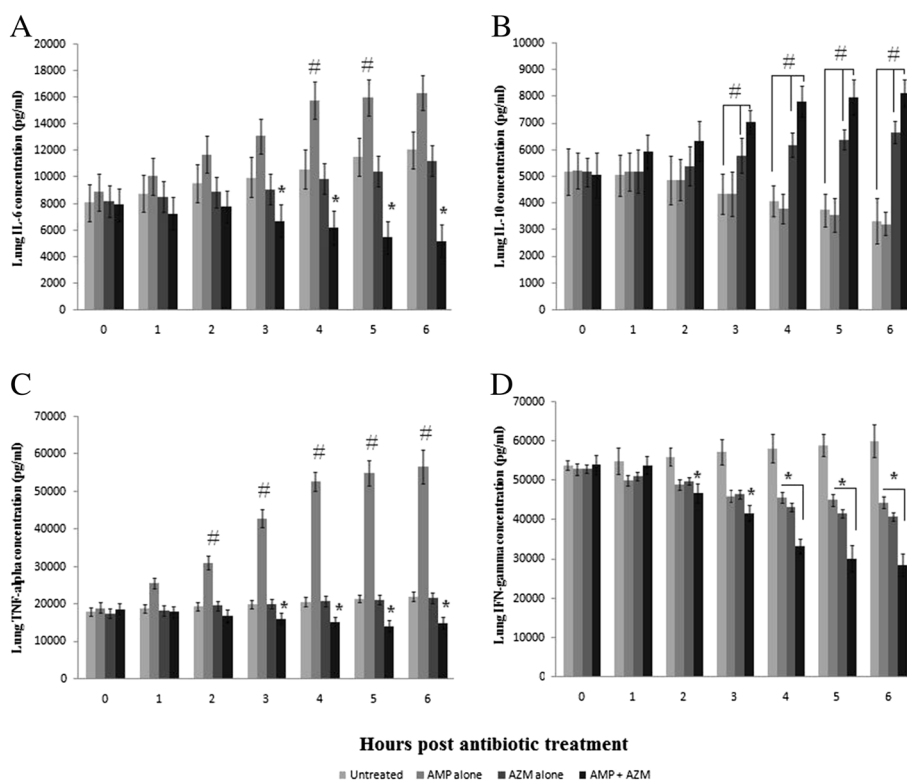 A
Lung IL-6 concentration (pg/ml)
20000
18000
16000
14000
12000
10000
8000
6000
4000
2000
0
# #
* * * *
0 1 2 3 4 5 6
B
Lung IL-10 concentration (pg/ml)
10000
9000
8000
7000
6000
5000
4000
3000
2000
1000
0
# # # #
0 1 2 3 4 5 6
C
Lung TNF-alpha concentration (pg/ml)
70000
60000
50000
40000
30000
20000
10000
0
# # # # #
* * * *
0 1 2 3 4 5 6
D
Lung IFN-gamma concentration (pg/ml)
70000
60000
50000
40000
30000
20000
10000
0
* * * * *
0 1 2 3 4 5 6
Hours post antibiotic treatment
Untreated AMP alone AZM alone AMP + AZM